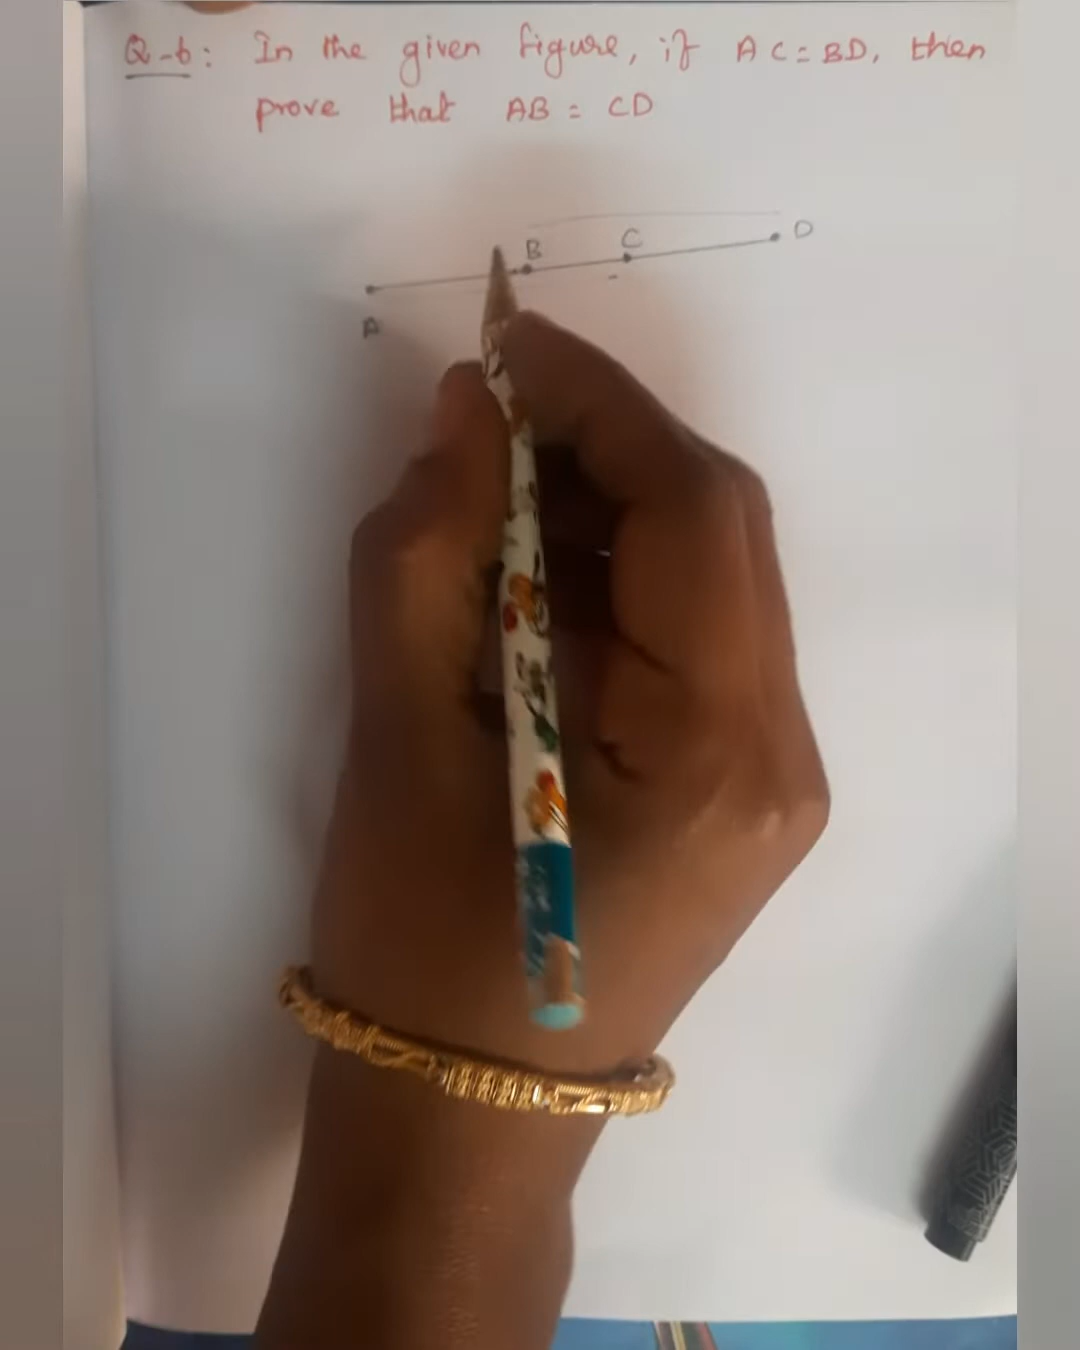 Q-6: In the given figure, if AC = BD, then
prove that AB = CD
B C D
A